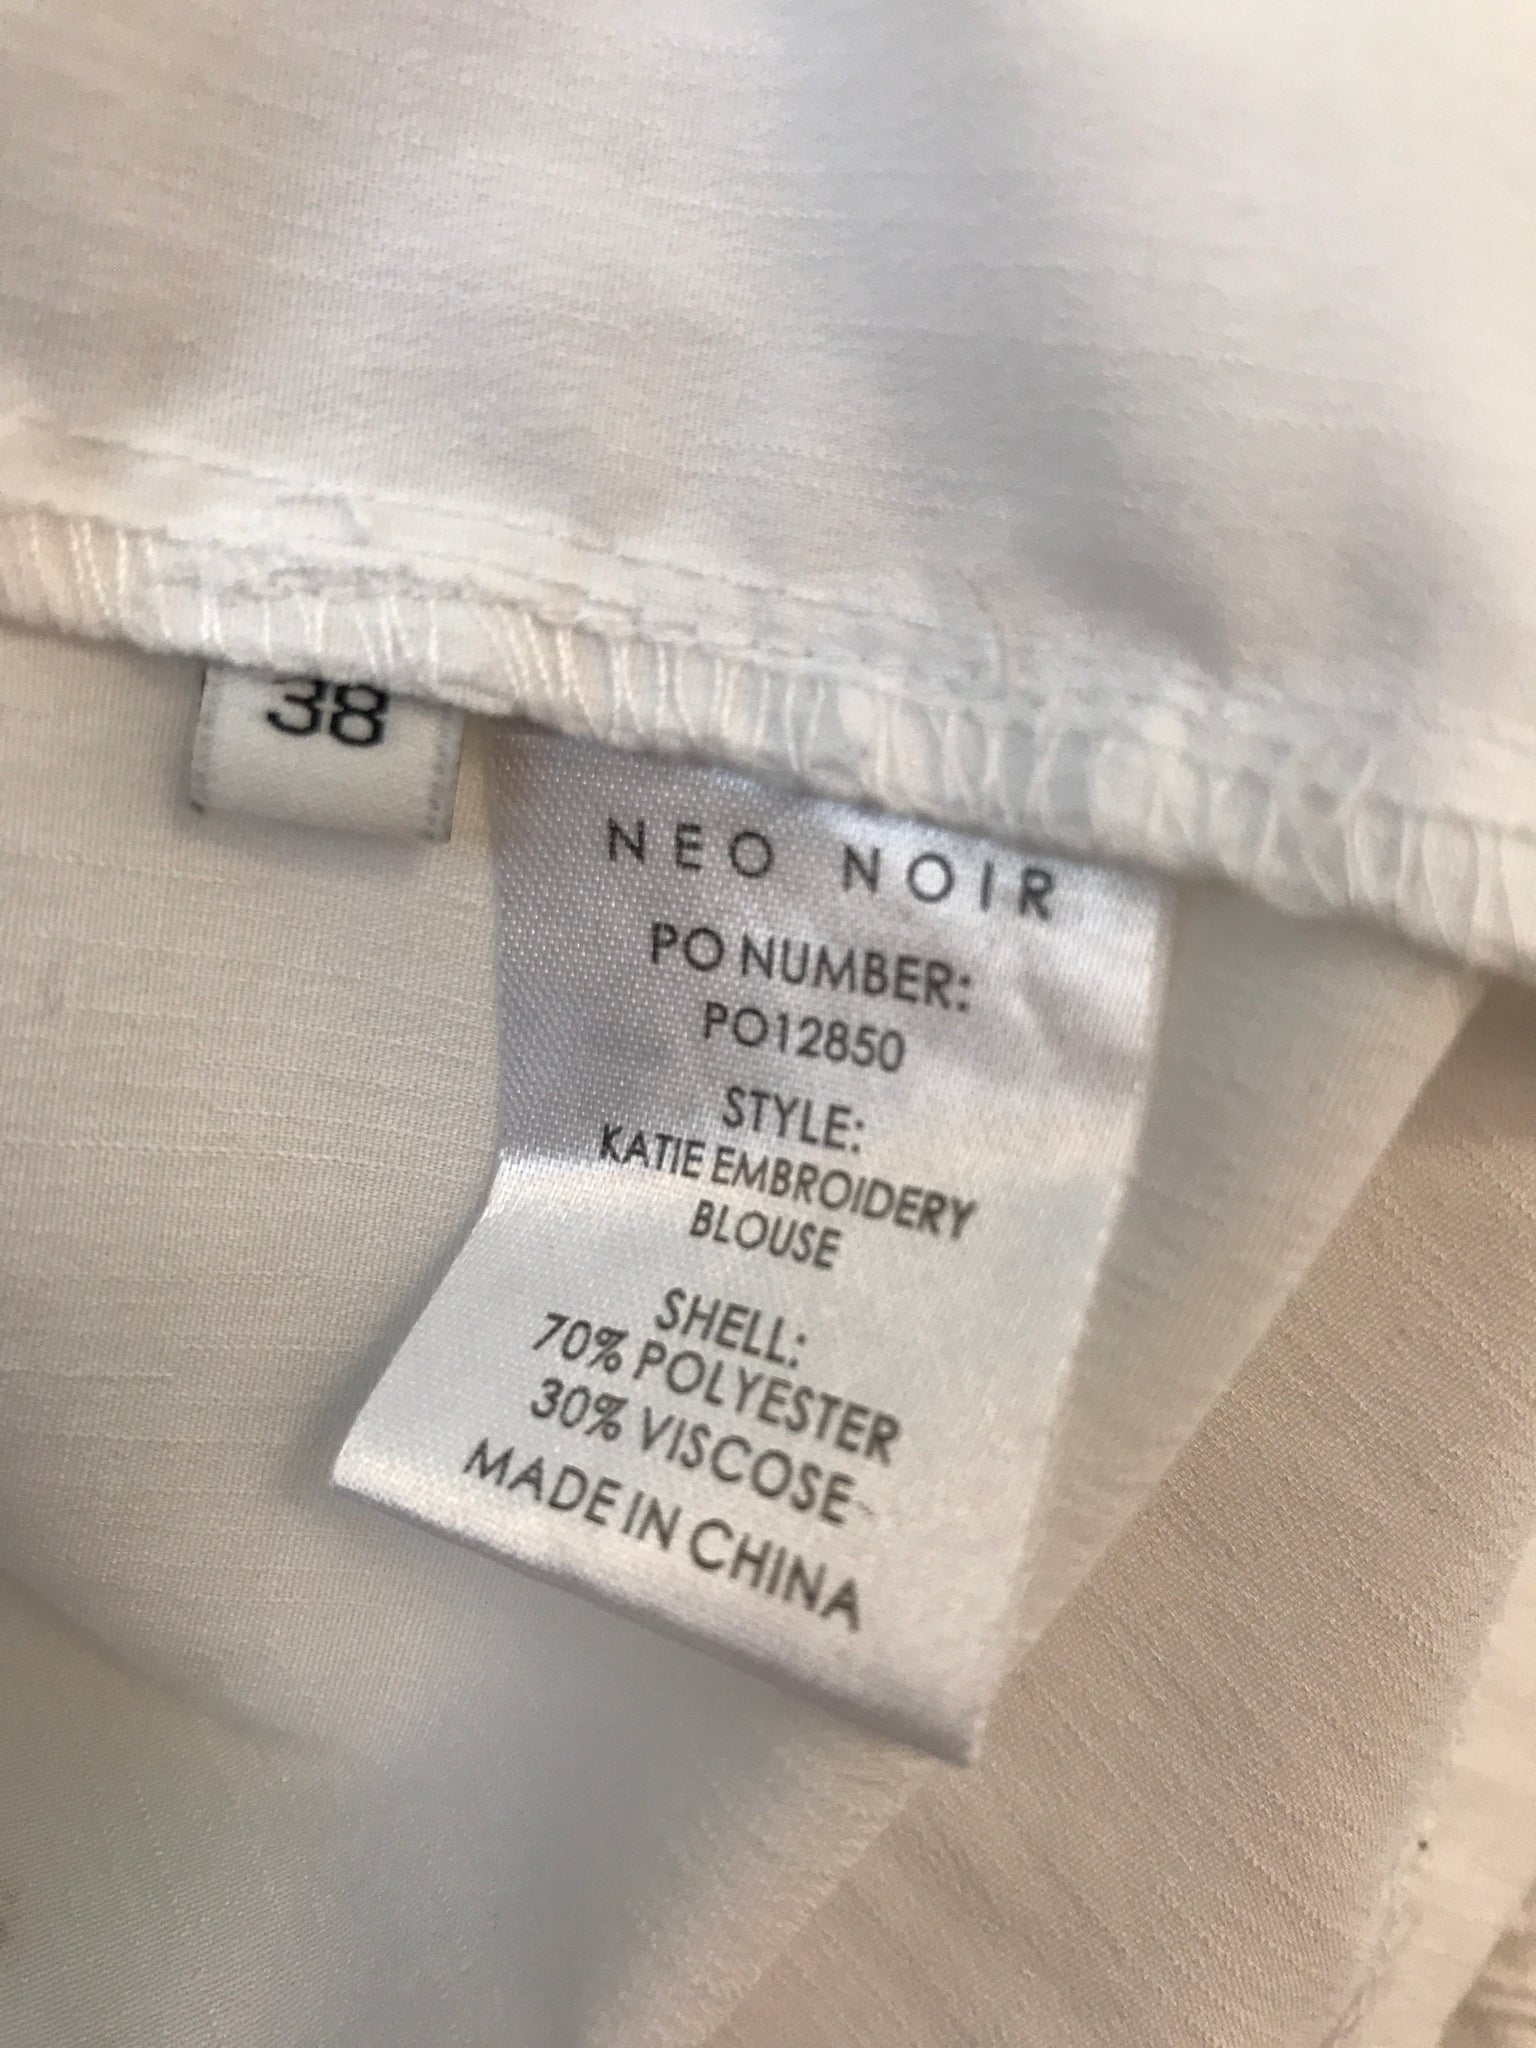 38
NEO NOIR
PO NUMBER:
PO12850
STYLE:
KATIE EMBROIDERY
BLOUSE
SHELL:
70% POLYESTER
30% VISCOSE
MADE IN CHINA